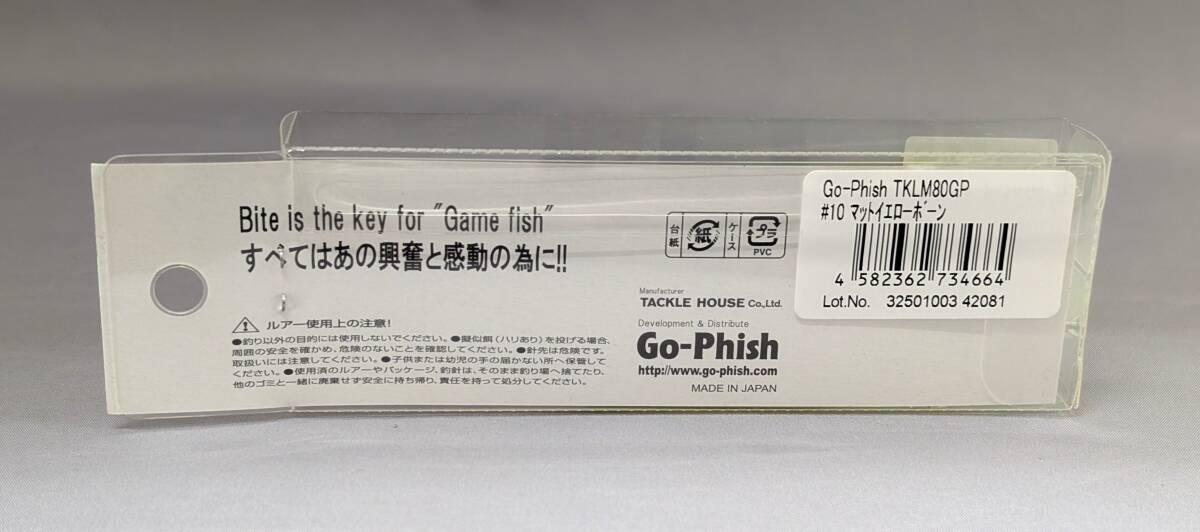 Bite is the key for "Game fish"
すべてはあの興奮と感動の為に!!
ルアー使用上の注意!
●釣り以外の目的には使用しないでください。●擬似餌(ハリあり)を投げる場合、
周囲の安全を確かめ、危険のないことを確認してください。●針先は危険です。
取扱いには注意してください。●子供または幼児の手の届かない所へ保管して
ください。●使用済のルアーやパッケージ、釣針は、そのまま釣り場へ捨てたり、
他のゴミと一緒に廃棄せず安全に持ち帰り、責任を持って処分してください。
台紙
紙
ケース
プラ
PVC
Manufacturer
TACKLE HOUSE Co.,Ltd.
Development & Distribute
Go-Phish
http://www.go-phish.com
MADE IN JAPAN
Go-Phish TKLM80GP
#10 マットイエローボーン
4 582362 734664
Lot.No. 32501003 42081